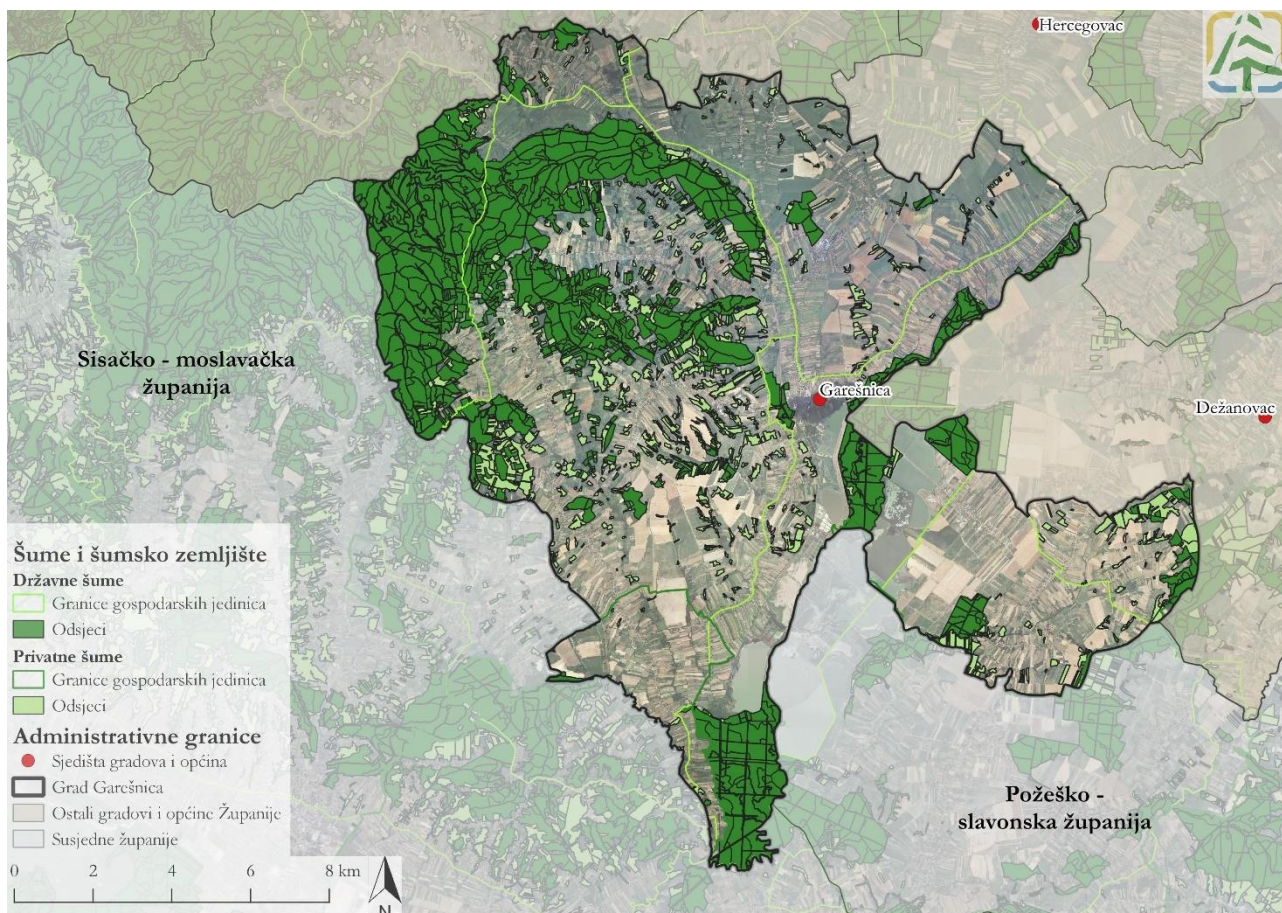 Hercegovac
Sisačko - moslavačka
županija
Garešnica
Dežanovac
Požeško -
slavonska županija
Šume i šumsko zemljište
Državne šume
Granice gospodarskih jedinica
Odsjeci
Privatne šume
Granice gospodarskih jedinica
Odsjeci
Administrativne granice
Sjedišta gradova i općina
Grad Garešnica
Ostali gradovi i općine Županije
Susjedne županije
0 2 4 8 km
N